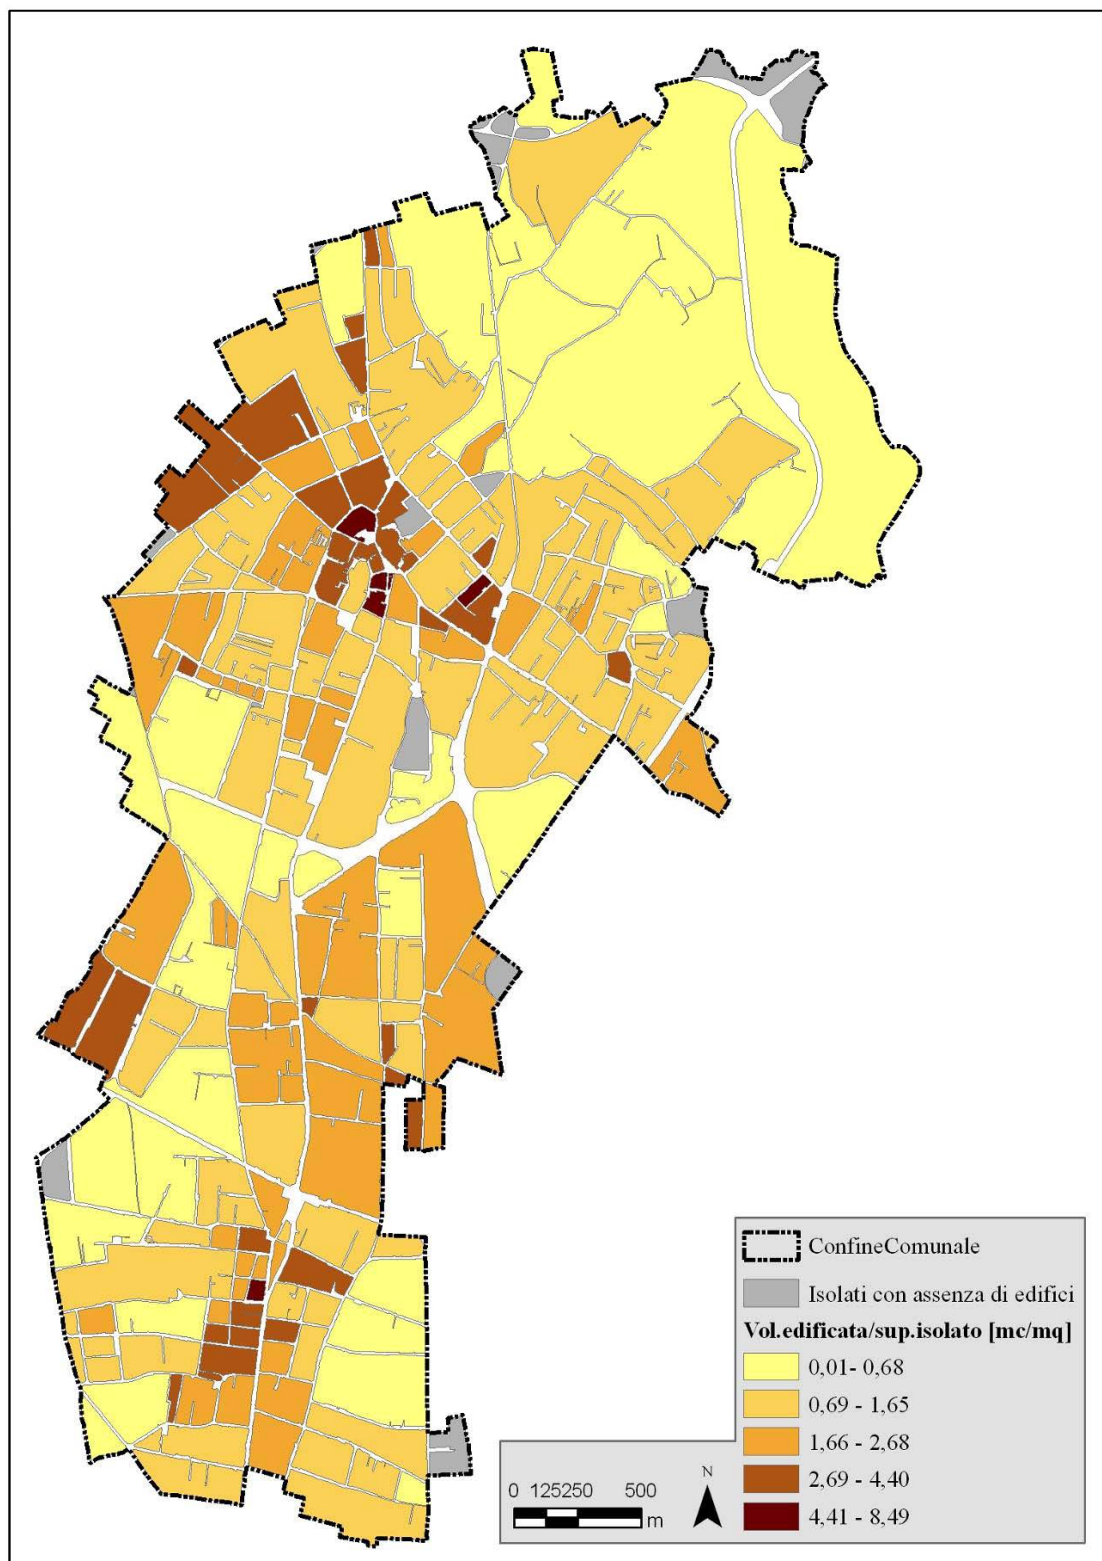 ConfineComunale
Isolati con assenza di edifici
Vol.edificata/sup.isolato [mc/mq]
0,01- 0,68
0,69 - 1,65
1,66 - 2,68
2,69 - 4,40
4,41 - 8,49
0 125250 500
m
N